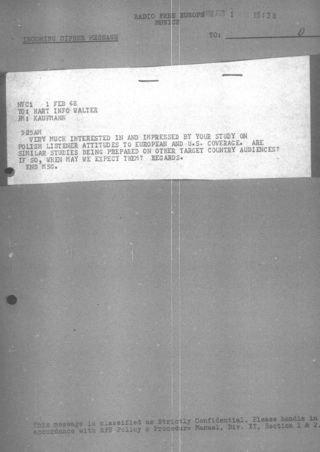 RADIO FREE EUROPE
MUNICH
INCOMING CIPHER MESSAGE
TO:
NYC1 1 FEB 68
TO: HART INFO WALTER
FM: KAUFMANN
VERY MUCH INTERESTED IN AND IMPRESSED BY YOUR STUDY ON
POLISH LISTENER ATTITUDES TO EUROPEAN AND U.S. COVERAGE. ARE
SIMILAR STUDIES BEING PREPARED ON OTHER TARGET COUNTRY AUDIENCES?
IF SO, WHEN MAY WE EXPECT THEM? REGARDS.
END MSG.
This message is classified as Strictly Confidential. Please handle in
accordance with RFE Policy & Procedure Manual, Div. II, Section 1 & 2.